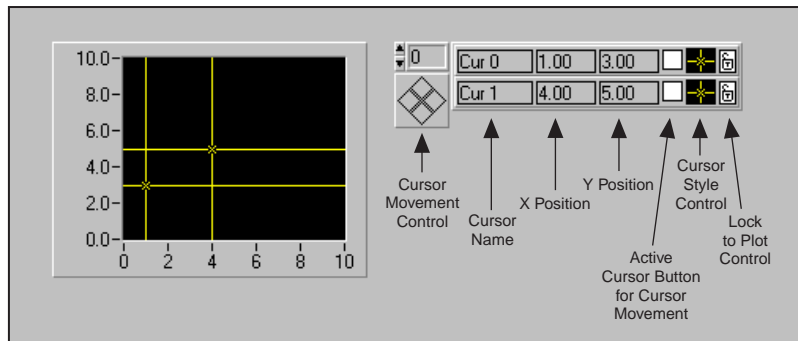 10.0
8.0
6.0
4.0
2.0
0.0
0 2 4 6 8 10
0
Cur 0 1.00 3.00
Cur 1 4.00 5.00
Cursor
Movement
Control
Cursor
Name
X Position
Y Position
Active
Cursor Button
for Cursor
Movement
Cursor
Style
Control
Lock
to Plot
Control